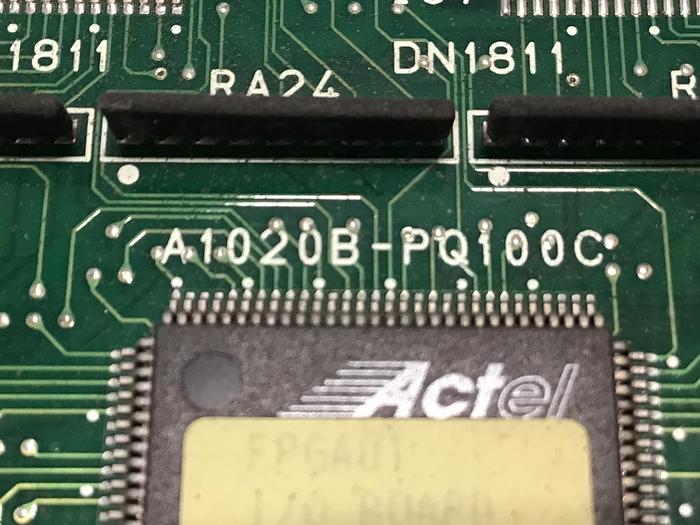 1811
DN1811
RA24
R
A1020B-PQ100C
Actel
FPGA01
I/O BOARD